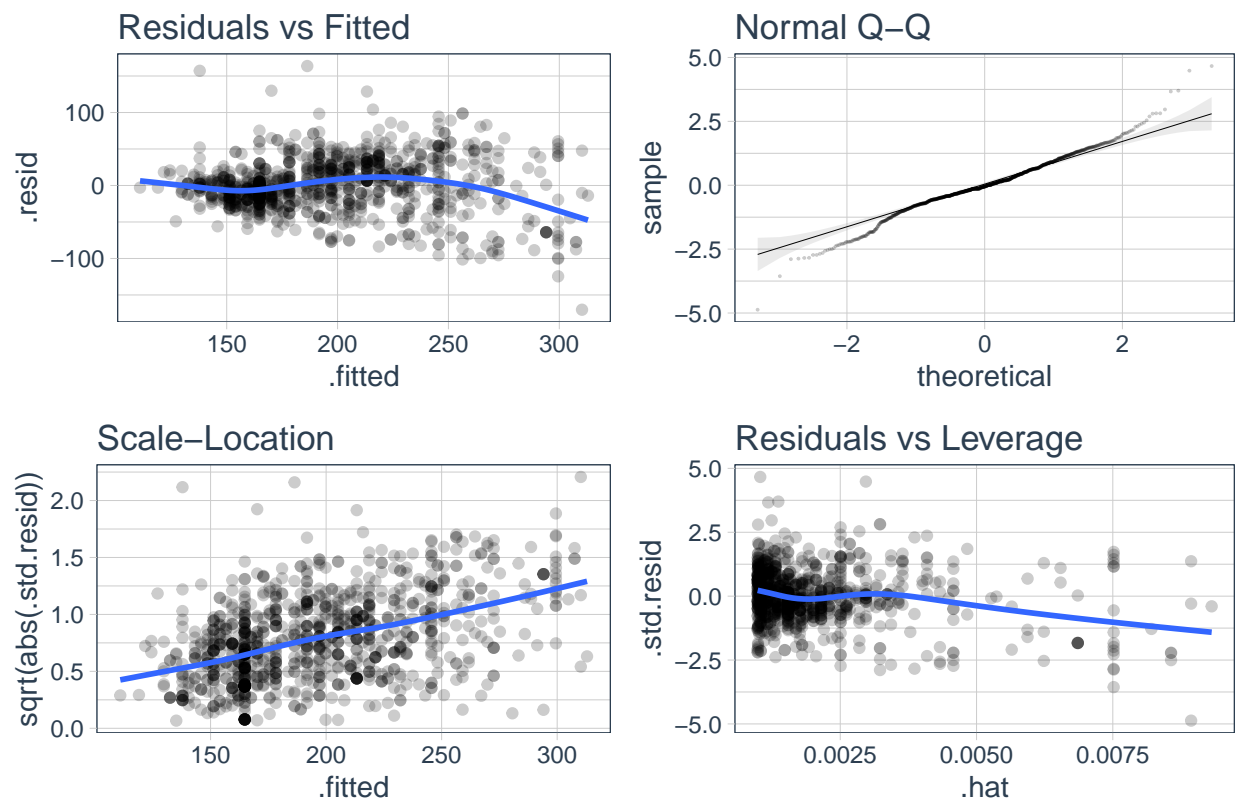 Residuals vs Fitted
100
0
−100
.resid
150
200
250
300
.fitted
Normal Q−Q
5.0
2.5
0.0
−2.5
−5.0
sample
−2
0
2
theoretical
Scale−Location
2.0
1.5
1.0
0.5
0.0
sqrt(abs(.std.resid))
150
200
250
300
.fitted
Residuals vs Leverage
5.0
2.5
0.0
−2.5
−5.0
.std.resid
0.0025
0.0050
0.0075
.hat